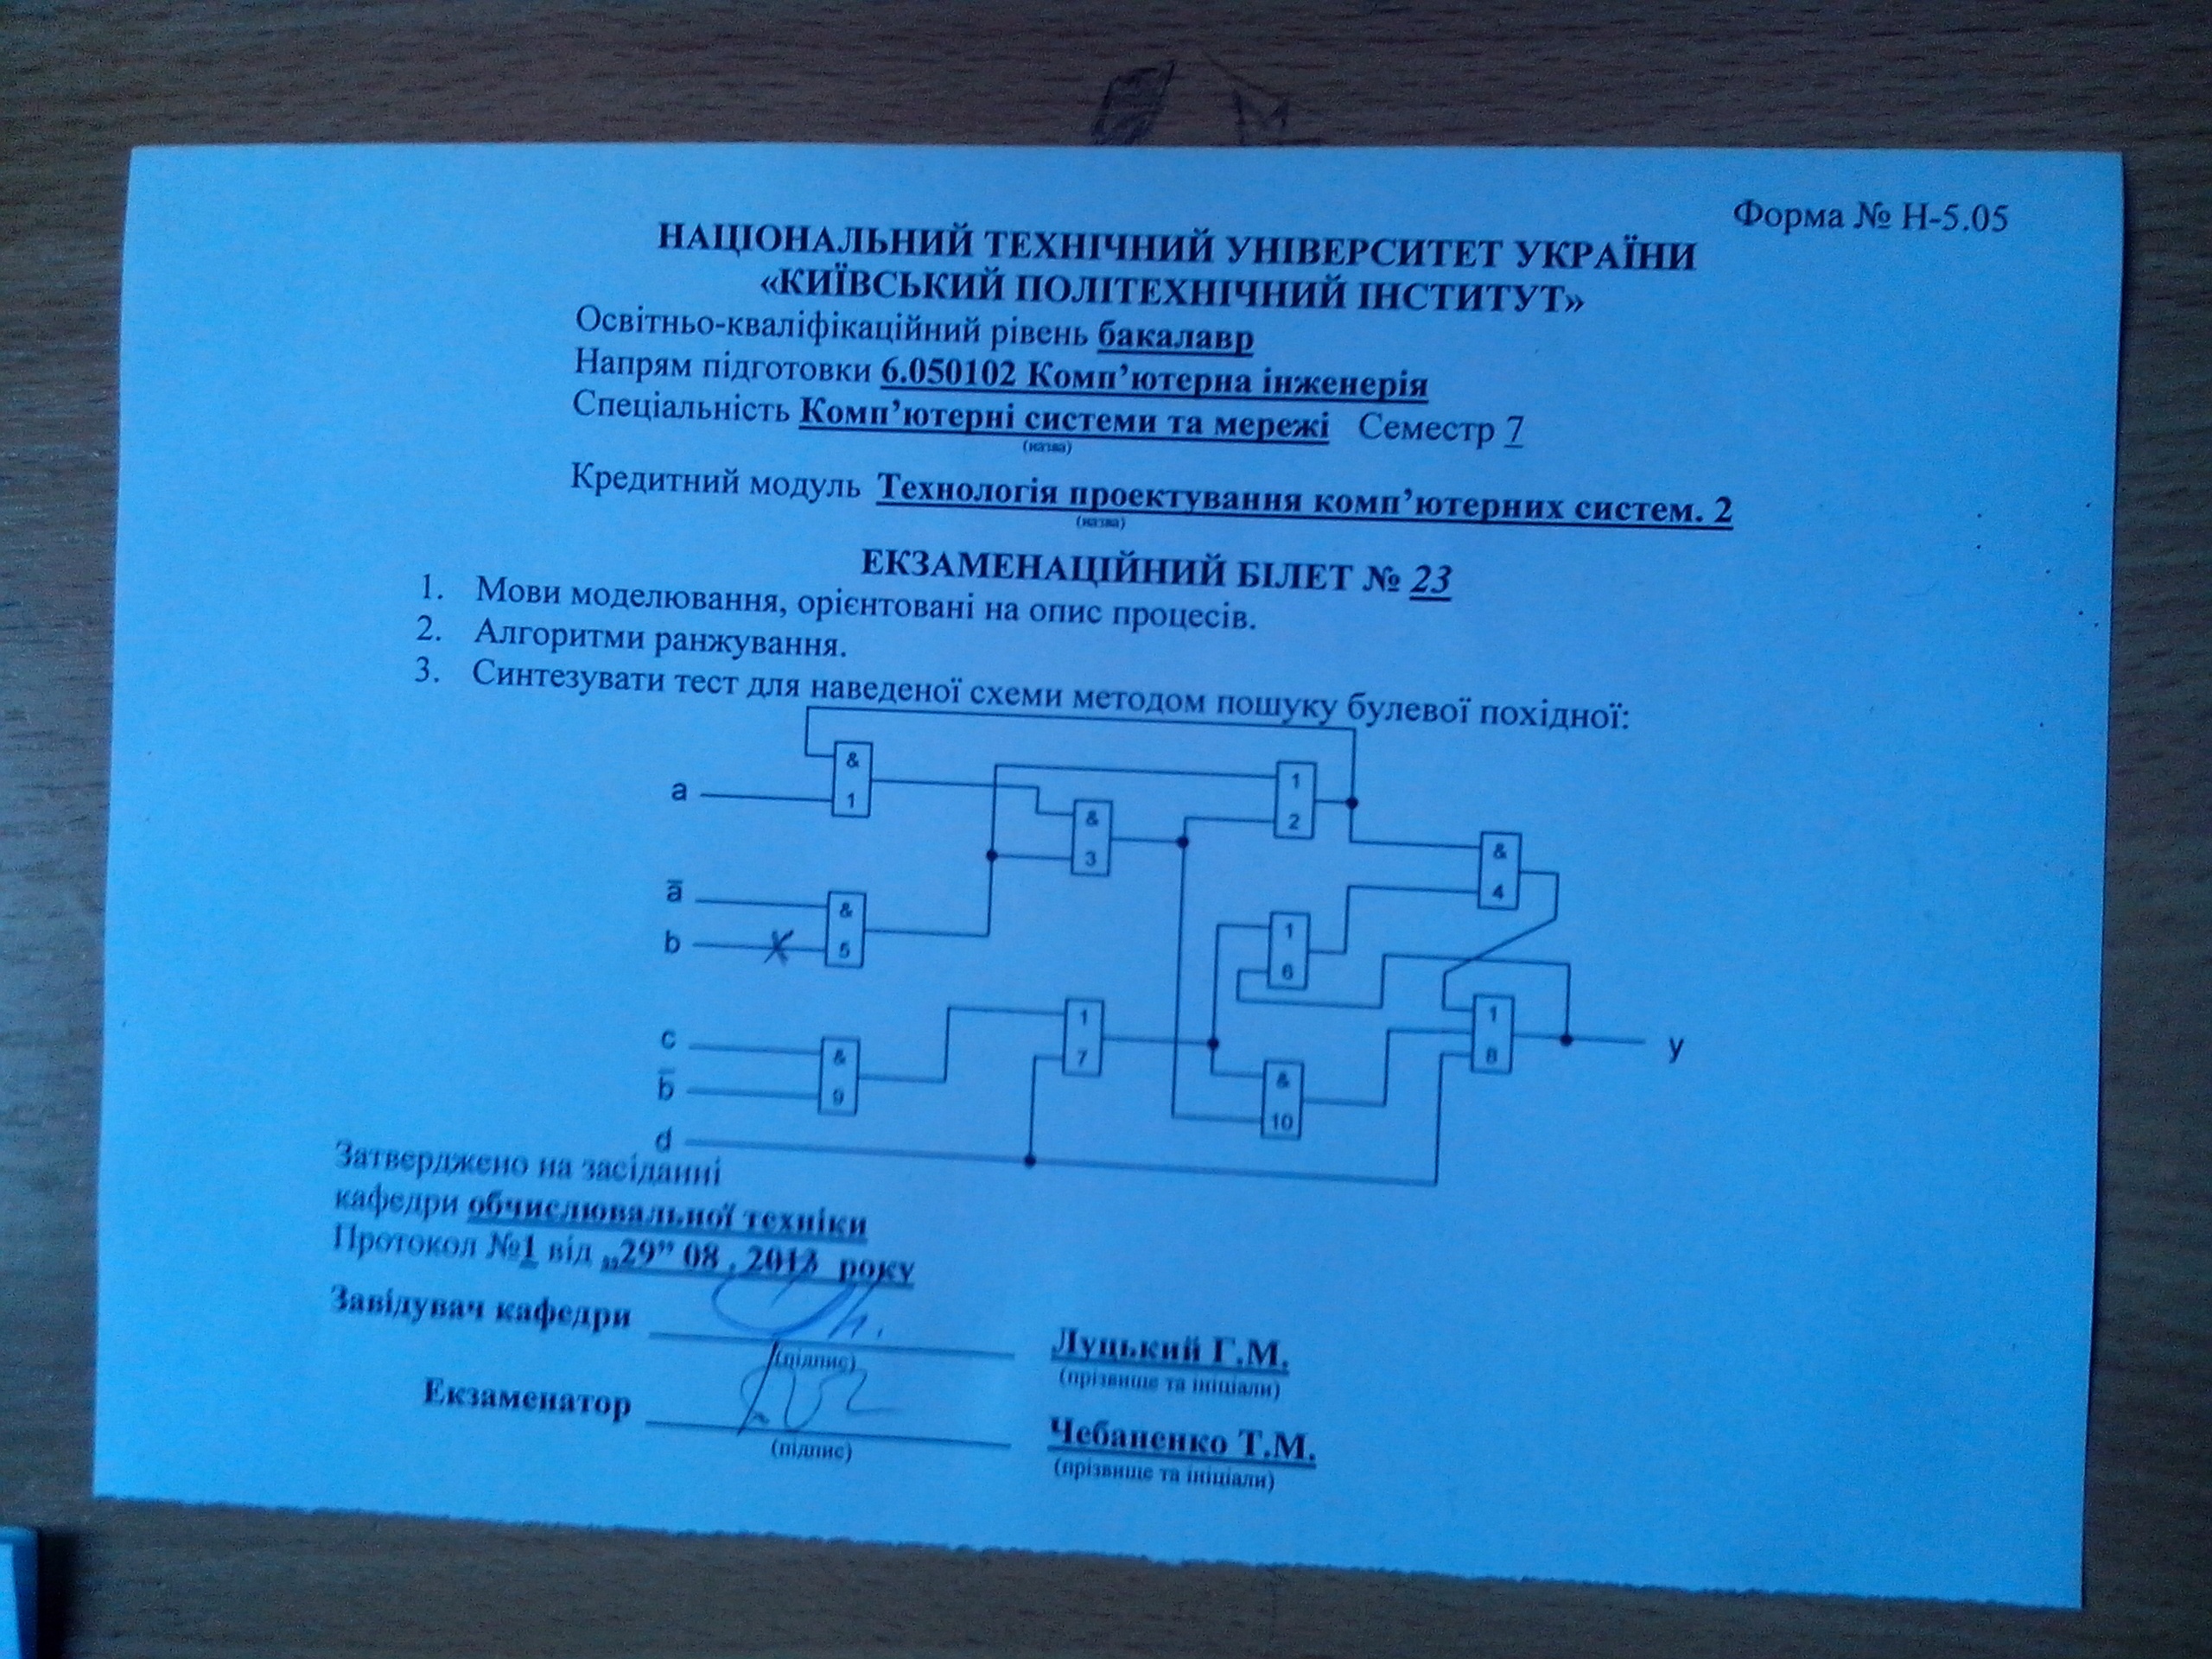 Форма № Н-5.05
НАЦІОНАЛЬНИЙ ТЕХНІЧНИЙ УНІВЕРСИТЕТ УКРАЇНИ
«КИЇВСЬКИЙ ПОЛІТЕХНІЧНИЙ ІНСТИТУТ»
Освітньо-кваліфікаційний рівень бакалавр
Напрям підготовки 6.050102 Комп’ютерна інженерія
Спеціальність Комп’ютерні системи та мережі Семестр 7
(назва)
Кредитний модуль Технологія проектування комп’ютерних систем. 2
(назва)
ЕКЗАМЕНАЦІЙНИЙ БІЛЕТ № 23
1. Мови моделювання, орієнтовані на опис процесів.
2. Алгоритми ранжування.
3. Синтезувати тест для наведеної схеми методом пошуку булевої похідної:
&
1
a
1
2
&
3
&
4
a̅
&
5
b
1
6
c
&
9
b̅
1
7
1
8
y
&
10
d
Затверджено на засіданні
кафедри обчислювальної техніки
Протокол №1 від „29” 08 . 2013 року
Завідувач кафедри
(підпис)
Луцький Г.М.
(прізвище та ініціали)
Екзаменатор
(підпис)
Чебаненко Т.М.
(прізвище та ініціали)